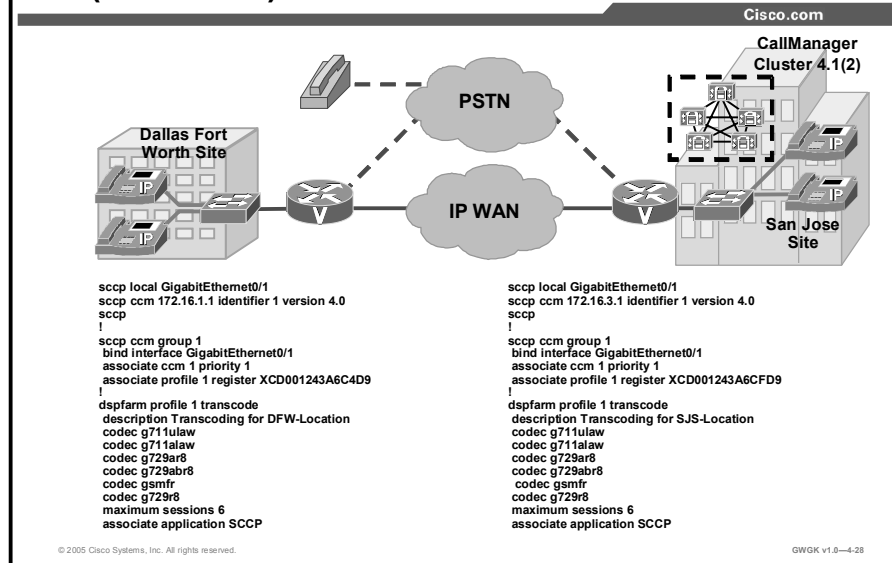 Cisco.com
CallManager
Cluster 4.1(2)
PSTN
Dallas Fort
Worth Site
IP
IP
V
IP WAN
V
IP
IP
San Jose
Site
sccp local GigabitEthernet0/1
sccp ccm 172.16.1.1 identifier 1 version 4.0
sccp
!
sccp ccm group 1
bind interface GigabitEthernet0/1
associate ccm 1 priority 1
associate profile 1 register XCD001243A6C4D9
!
dspfarm profile 1 transcode
description Transcoding for DFW-Location
codec g711ulaw
codec g711alaw
codec g729ar8
codec g729abr8
codec gsmfr
codec g729r8
maximum sessions 6
associate application SCCP
sccp local GigabitEthernet0/1
sccp ccm 172.16.3.1 identifier 1 version 4.0
sccp
!
sccp ccm group 1
bind interface GigabitEthernet0/1
associate ccm 1 priority 1
associate profile 1 register XCD001243A6CFD9
!
dspfarm profile 1 transcode
description Transcoding for SJS-Location
codec g711ulaw
codec g711alaw
codec g729ar8
codec g729abr8
codec gsmfr
codec g729r8
maximum sessions 6
associate application SCCP
© 2005 Cisco Systems, Inc. All rights reserved.
GWGK v1.0—4-28